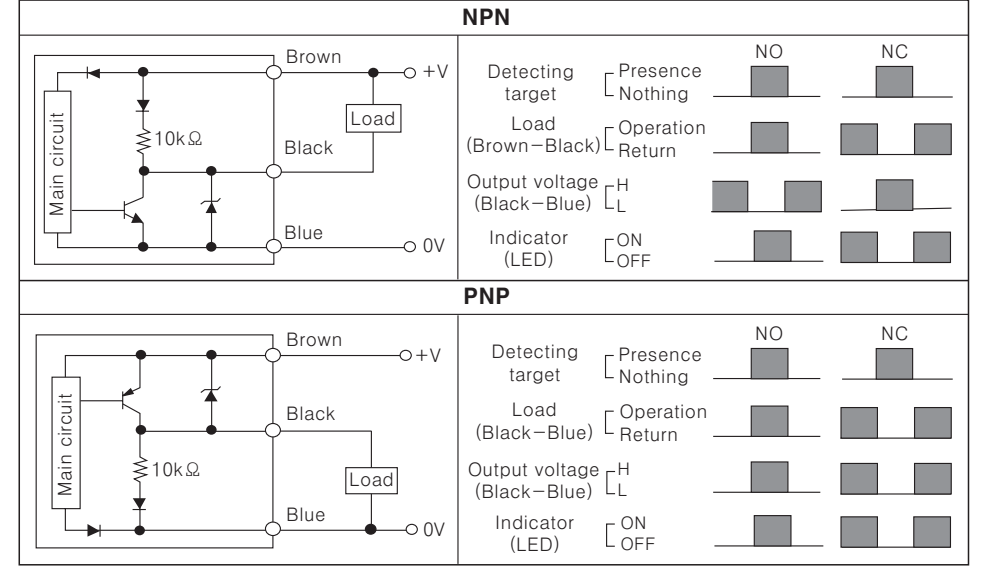 NPN
Main circuit
10kΩ
Brown
Black
Blue
Load
+V
0V
NO NC
Detecting target Presence Nothing
Load (Brown－Black) Operation Return
Output voltage (Black－Blue) H L
Indicator (LED) ON OFF
PNP
Main circuit
10kΩ
Brown
Black
Blue
Load
+V
0V
NO NC
Detecting target Presence Nothing
Load (Black－Blue) Operation Return
Output voltage (Black－Blue) H L
Indicator (LED) ON OFF